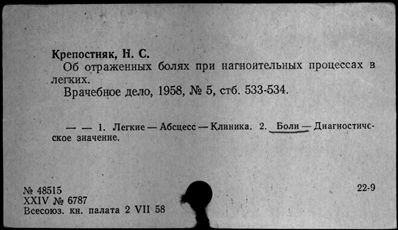 Крепостняк, Н. С.
Об отраженных болях при нагноительных процессах в
легких.
Врачебное дело, 1958, № 5, стб. 533-534.
— — 1. Легкие — Абсцесс — Клиника. 2. Боли — Диагностиче-
ское значение.
№ 48515
22-9
XXIV № 6787
Всесоюз. кн. палата 2 VII 58